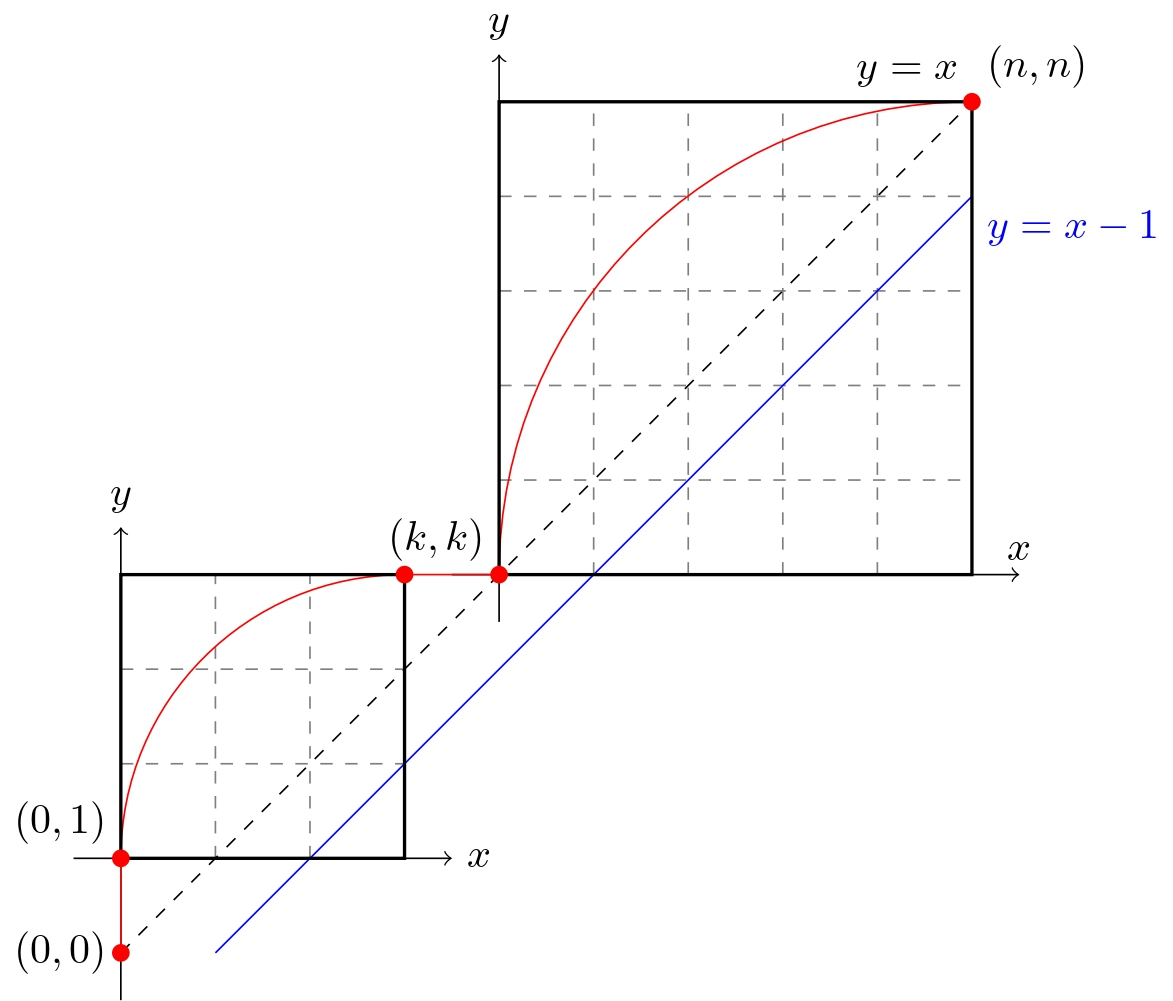 y
y = x
(n, n)
y = x − 1
x
y
(k, k)
(0, 1)
x
(0, 0)